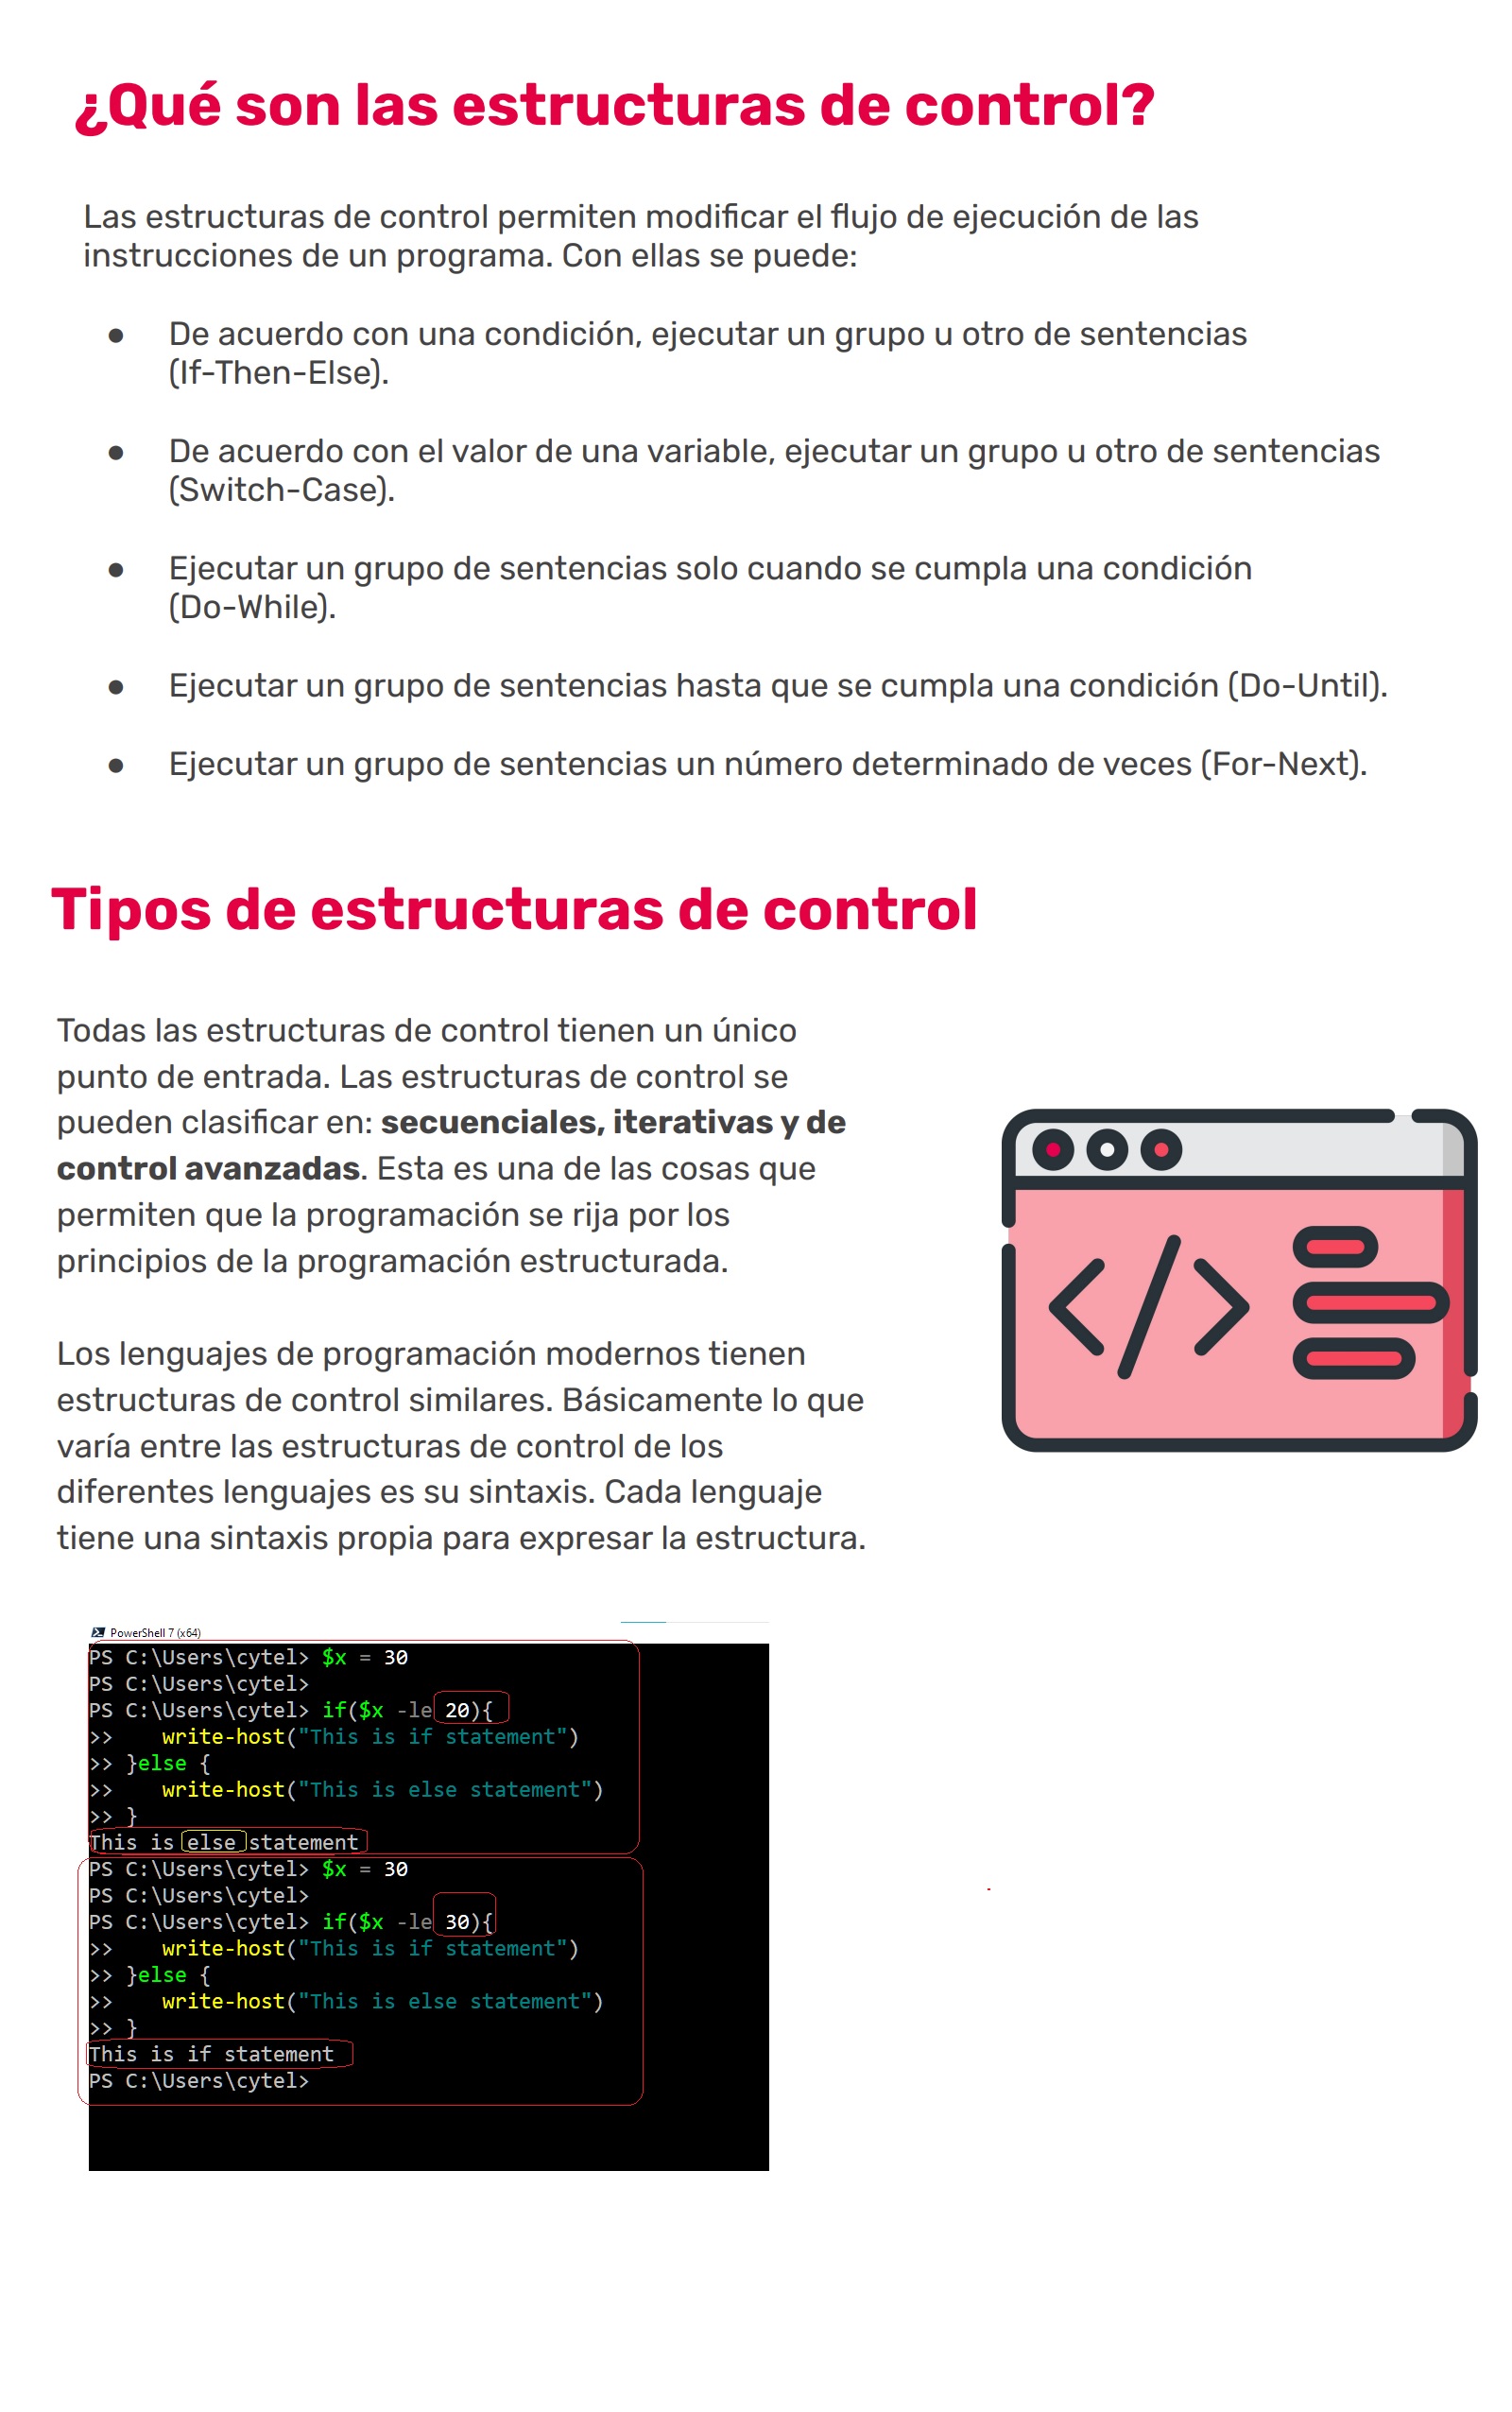 ¿Qué son las estructuras de control?
Las estructuras de control permiten modificar el flujo de ejecución de las
instrucciones de un programa. Con ellas se puede:
● De acuerdo con una condición, ejecutar un grupo u otro de sentencias
(If-Then-Else).
● De acuerdo con el valor de una variable, ejecutar un grupo u otro de sentencias
(Switch-Case).
● Ejecutar un grupo de sentencias solo cuando se cumpla una condición
(Do-While).
● Ejecutar un grupo de sentencias hasta que se cumpla una condición (Do-Until).
● Ejecutar un grupo de sentencias un número determinado de veces (For-Next).
Tipos de estructuras de control
Todas las estructuras de control tienen un único
punto de entrada. Las estructuras de control se
pueden clasificar en: secuenciales, iterativas y de
control avanzadas. Esta es una de las cosas que
permiten que la programación se rija por los
principios de la programación estructurada.
Los lenguajes de programación modernos tienen
estructuras de control similares. Básicamente lo que
varía entre las estructuras de control de los
diferentes lenguajes es su sintaxis. Cada lenguaje
tiene una sintaxis propia para expresar la estructura.
</>
PowerShell 7 (x64)
PS C:\Users\cytel> $x = 30
PS C:\Users\cytel>
PS C:\Users\cytel> if($x -le 20){
>>    write-host("This is if statement")
>> }else {
>>    write-host("This is else statement")
>> }
This is else statement
PS C:\Users\cytel> $x = 30
PS C:\Users\cytel>
PS C:\Users\cytel> if($x -le 30){
>>    write-host("This is if statement")
>> }else {
>>    write-host("This is else statement")
>> }
This is if statement
PS C:\Users\cytel>